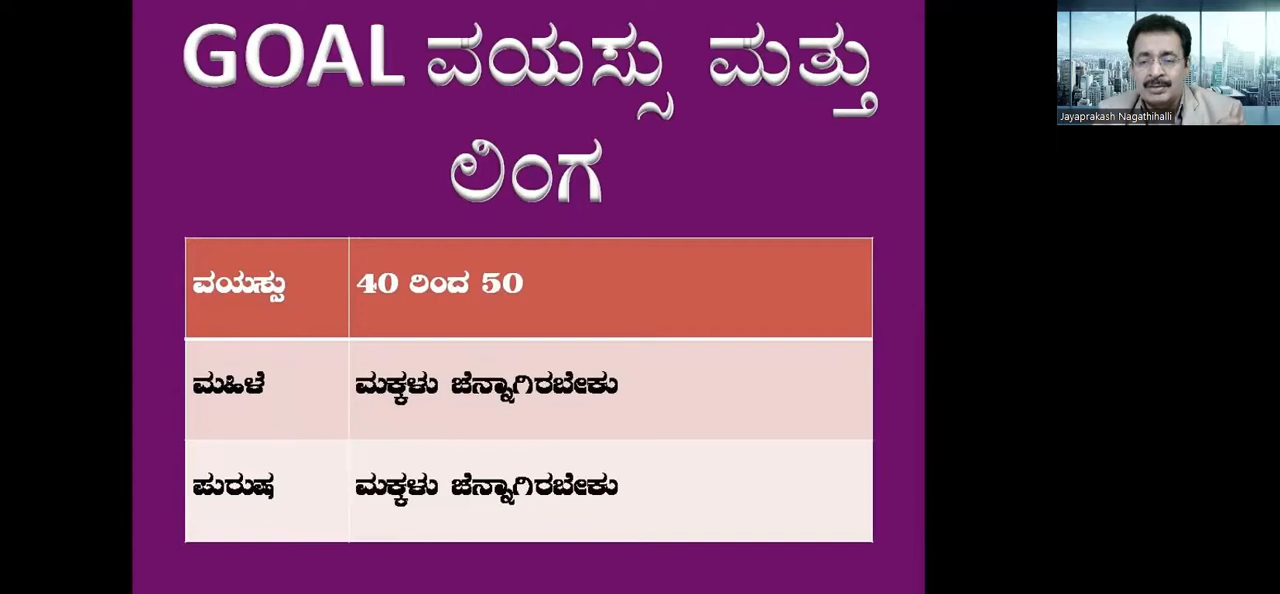 GOAL ವಯಸ್ಸು ಮತ್ತು
ಲಿಂಗ
ವಯಸ್ಸು 40 ರಿಂದ 50
ಮಹಿಳೆ ಮಕ್ಕಳು ಚೆನ್ನಾಗಿರಬೇಕು
ಪುರುಷ ಮಕ್ಕಳು ಚೆನ್ನಾಗಿರಬೇಕು
Jayaprakash Nagathihalli